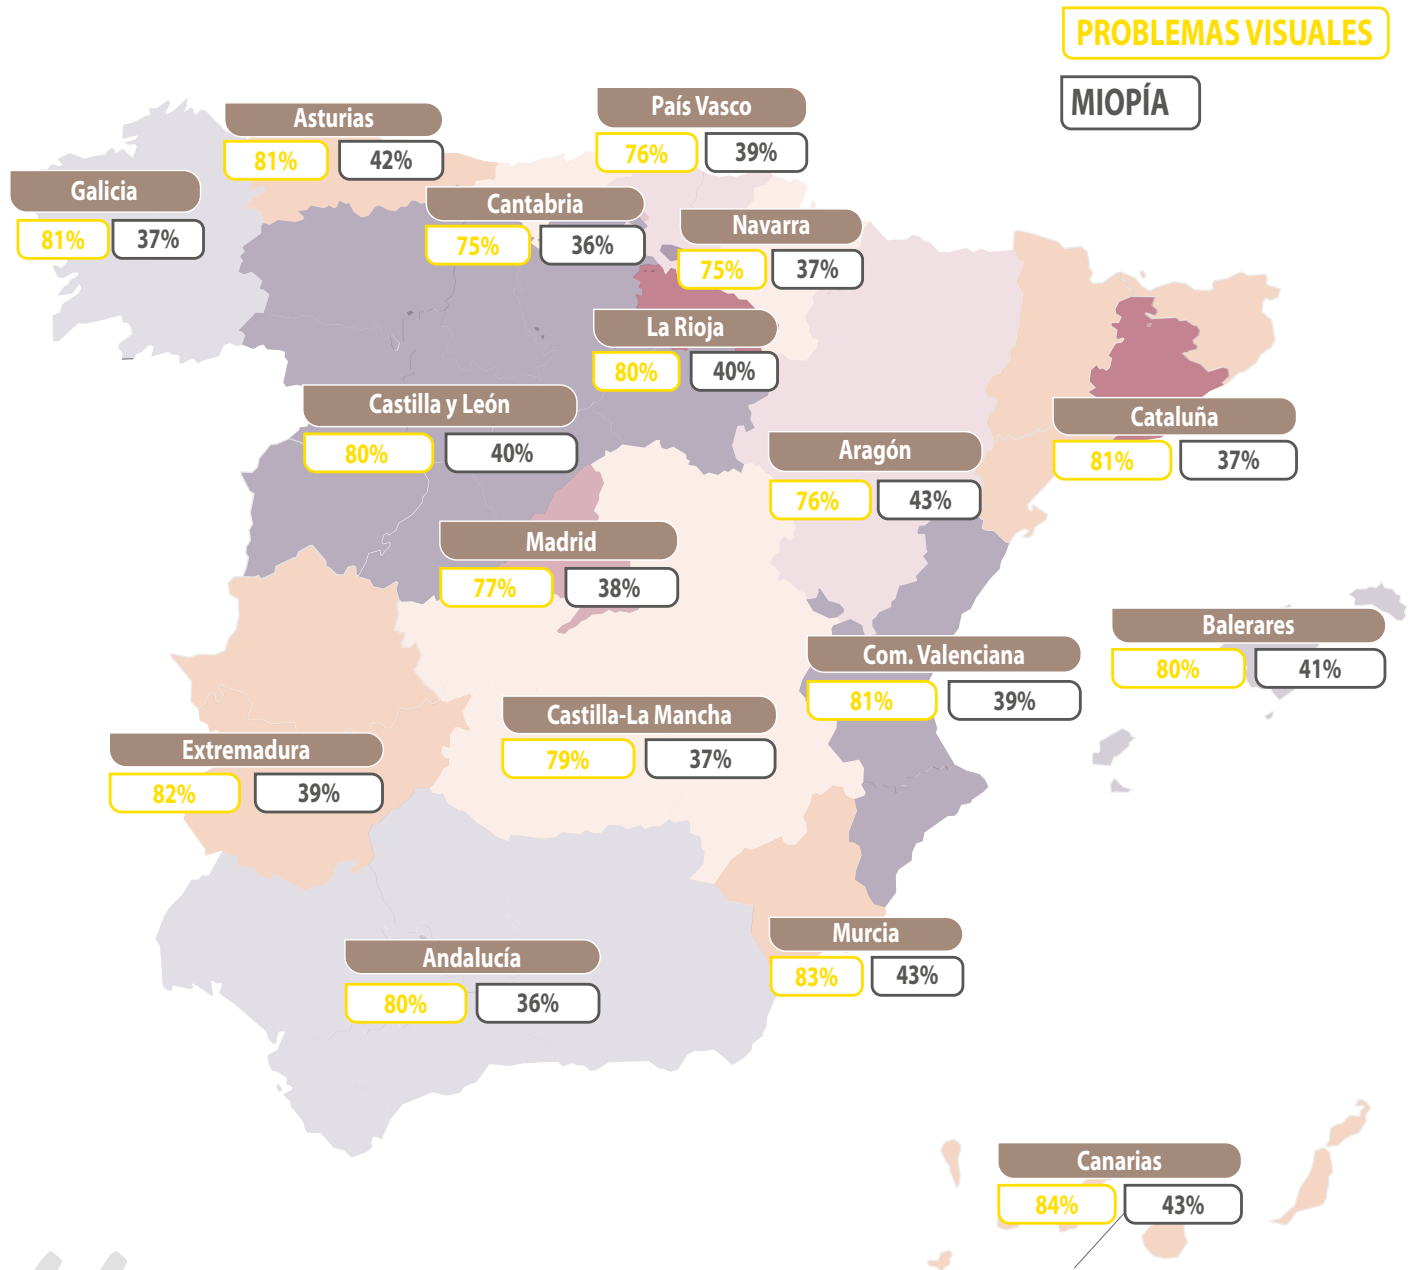 PROBLEMAS VISUALES
MIOPÍA
Asturias
81% 42%
País Vasco
76% 39%
Galicia
81% 37%
Cantabria
75% 36%
Navarra
75% 37%
La Rioja
80% 40%
Castilla y León
80% 40%
Cataluña
81% 37%
Aragón
76% 43%
Madrid
77% 38%
Balerares
80% 41%
Com. Valenciana
81% 39%
Castilla-La Mancha
79% 37%
Extremadura
82% 39%
Murcia
83% 43%
Andalucía
80% 36%
Canarias
84% 43%